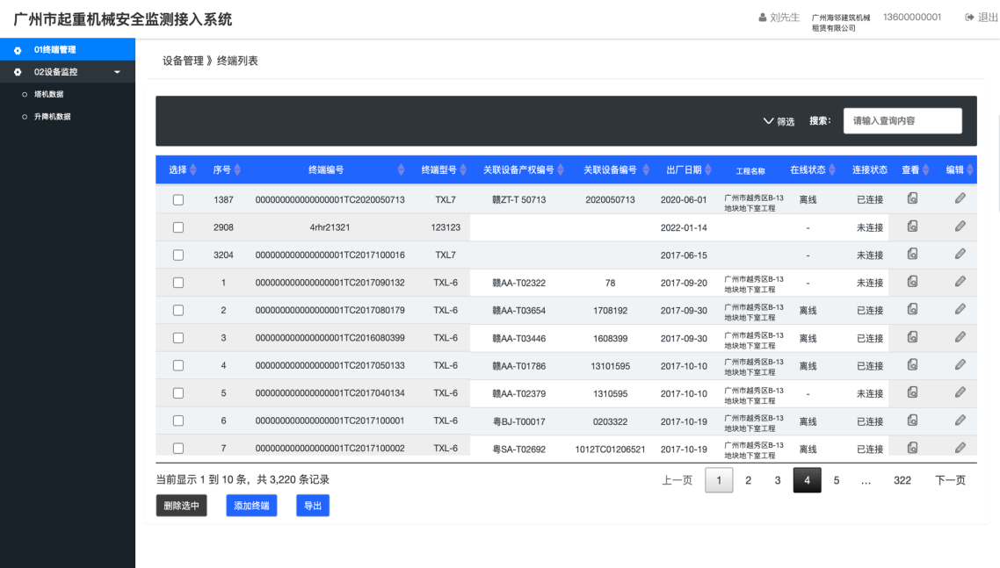 广州市起重机械安全监测接入系统
刘先生 广州海邻建筑机械租赁有限公司 13600000001 退出
01终端管理
02设备监控
塔机数据
升降机数据
设备管理 》终端列表
筛选 搜索： 请输入查询内容
选择 序号 终端编号 终端型号 关联设备产权编号 关联设备编号 出厂日期 工程名称 在线状态 连接状态 查看 编辑
1387 000000000000000001TC2020050713 TXL7 赣ZT-T 50713 2020050713 2020-06-01 广州市越秀区B-13地块地下室工程 离线 已连接
2908 4rhr21321 123123 2022-01-14 - 未连接
3204 000000000000000001TC2017100016 TXL7 2017-06-15 - 未连接
1 000000000000000001TC2017090132 TXL-6 赣AA-T02322 78 2017-09-20 广州市越秀区B-13地块地下室工程 - 未连接
2 000000000000000001TC2017080179 TXL-6 赣AA-T03654 1708192 2017-09-30 广州市越秀区B-13地块地下室工程 离线 已连接
3 000000000000000001TC2016080399 TXL-6 赣AA-T03446 1608399 2017-09-30 广州市越秀区B-13地块地下室工程 离线 已连接
4 000000000000000001TC2017050133 TXL-6 赣AA-T01786 13101595 2017-10-10 广州市越秀区B-13地块地下室工程 离线 已连接
5 000000000000000001TC2017040134 TXL-6 赣AA-T02379 1310595 2017-10-10 广州市越秀区B-13地块地下室工程 - 未连接
6 000000000000000001TC2017100001 TXL-6 粤BJ-T00017 0203322 2017-10-19 广州市越秀区B-13地块地下室工程 离线 已连接
7 000000000000000001TC2017100002 TXL-6 粤SA-T02692 1012TC01206521 2017-10-19 广州市越秀区B-13地块地下室工程 离线 已连接
当前显示 1 到 10 条，共 3,220 条记录 上一页 1 2 3 4 5 ... 322 下一页
删除选中 添加终端 导出